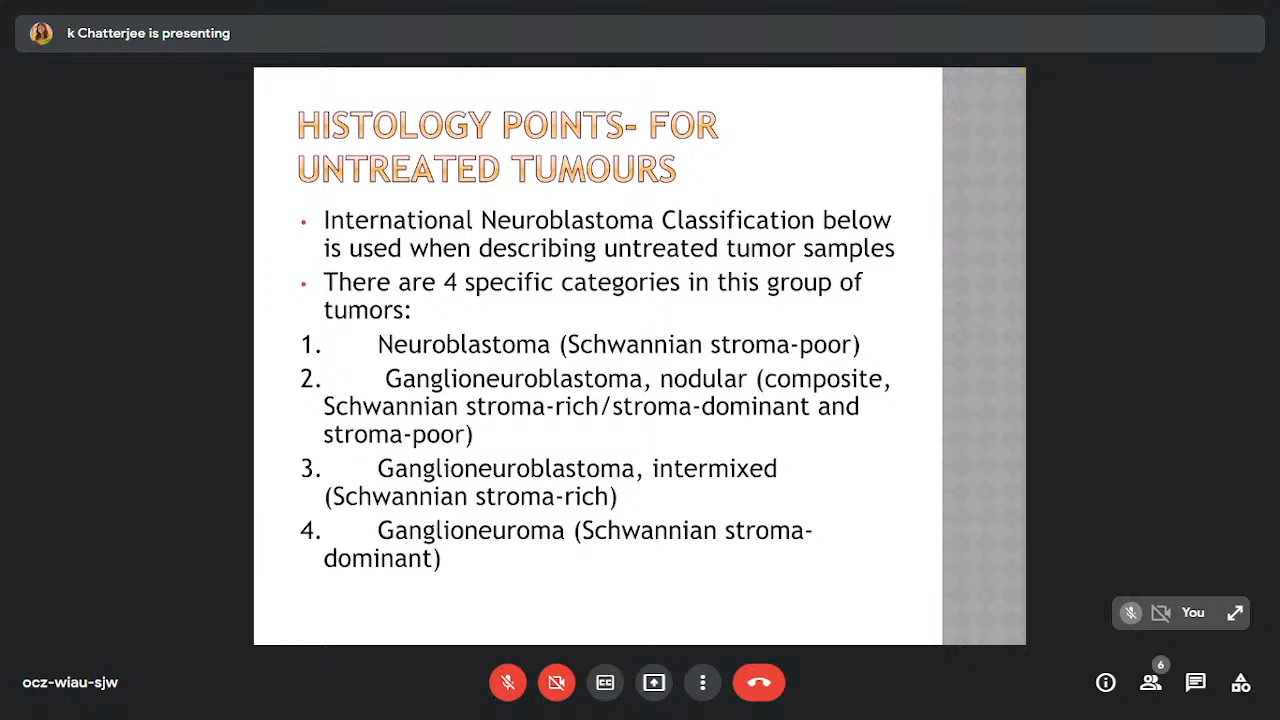 k Chatterjee is presenting
HISTOLOGY POINTS- FOR
UNTREATED TUMOURS
• International Neuroblastoma Classification below
is used when describing untreated tumor samples
• There are 4 specific categories in this group of
tumors:
1. Neuroblastoma (Schwannian stroma-poor)
2. Ganglioneuroblastoma, nodular (composite,
Schwannian stroma-rich/stroma-dominant and
stroma-poor)
3. Ganglioneuroblastoma, intermixed
(Schwannian stroma-rich)
4. Ganglioneuroma (Schwannian stroma-
dominant)
You
ocz-wiau-sjw
CC
6